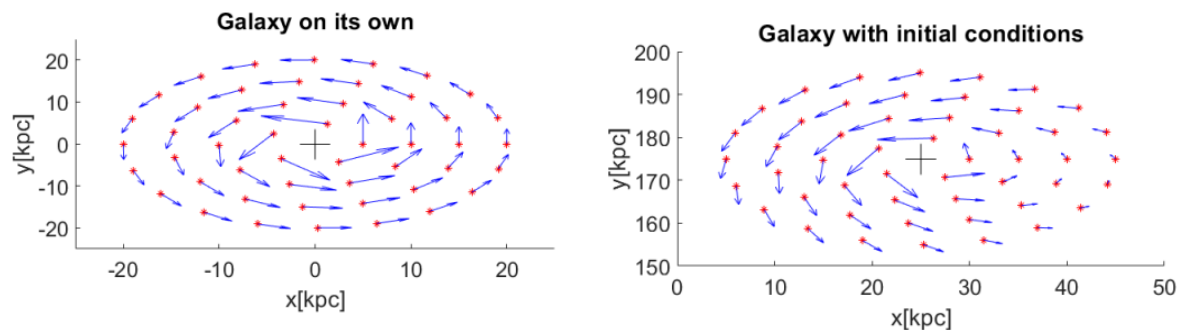 Galaxy on its own
20
10
0
-10
-20
y[kpc]
-20 -10 0 10 20
x[kpc]
Galaxy with initial conditions
200
190
180
170
160
150
y[kpc]
0 10 20 30 40 50
x[kpc]